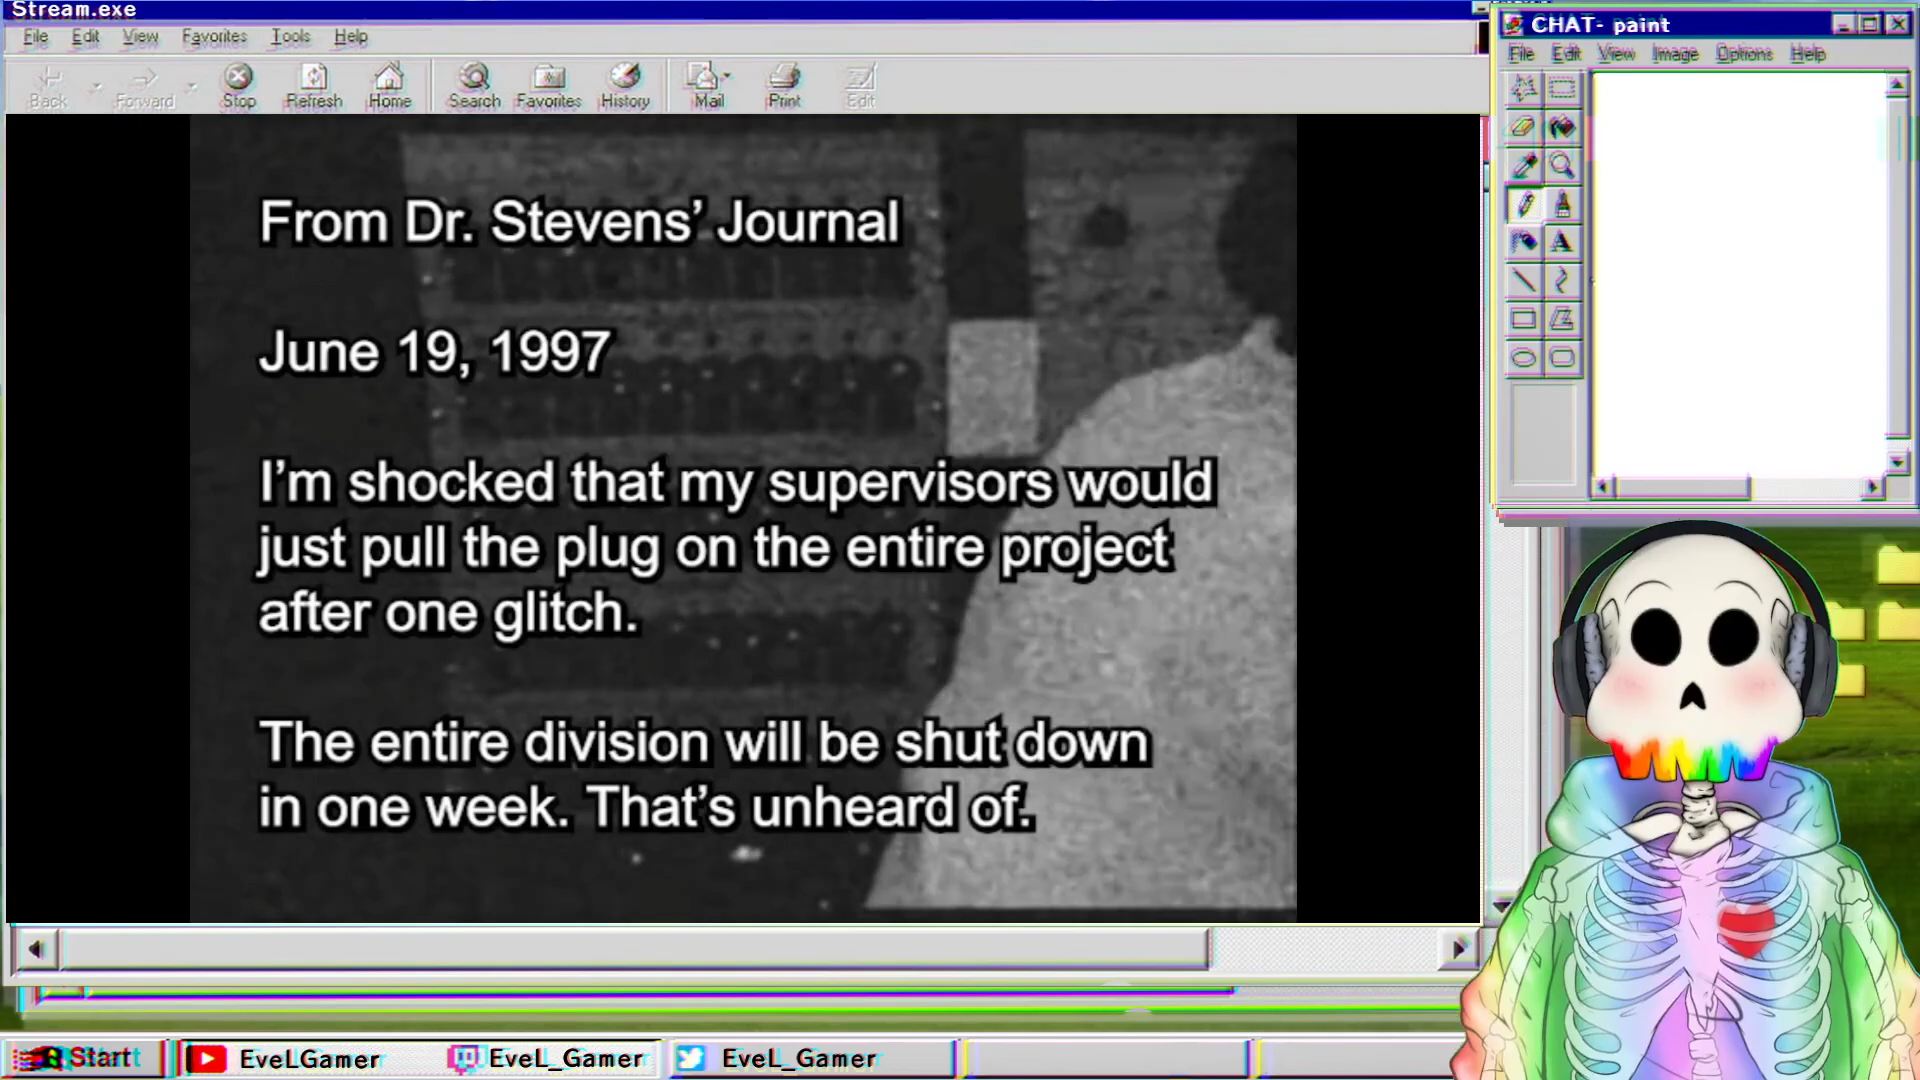 Stream.exe
File Edit View Favorites Tools Help
Back Forward Stop Refresh Home Search Favorites History Mail Print Edit
CHAT- paint
File Edit View Image Options Help
A
From Dr. Stevens’ Journal
June 19, 1997
I’m shocked that my supervisors would
just pull the plug on the entire project
after one glitch.
The entire division will be shut down
in one week. That’s unheard of.
Start EveLGamer EveL_Gamer EveL_Gamer